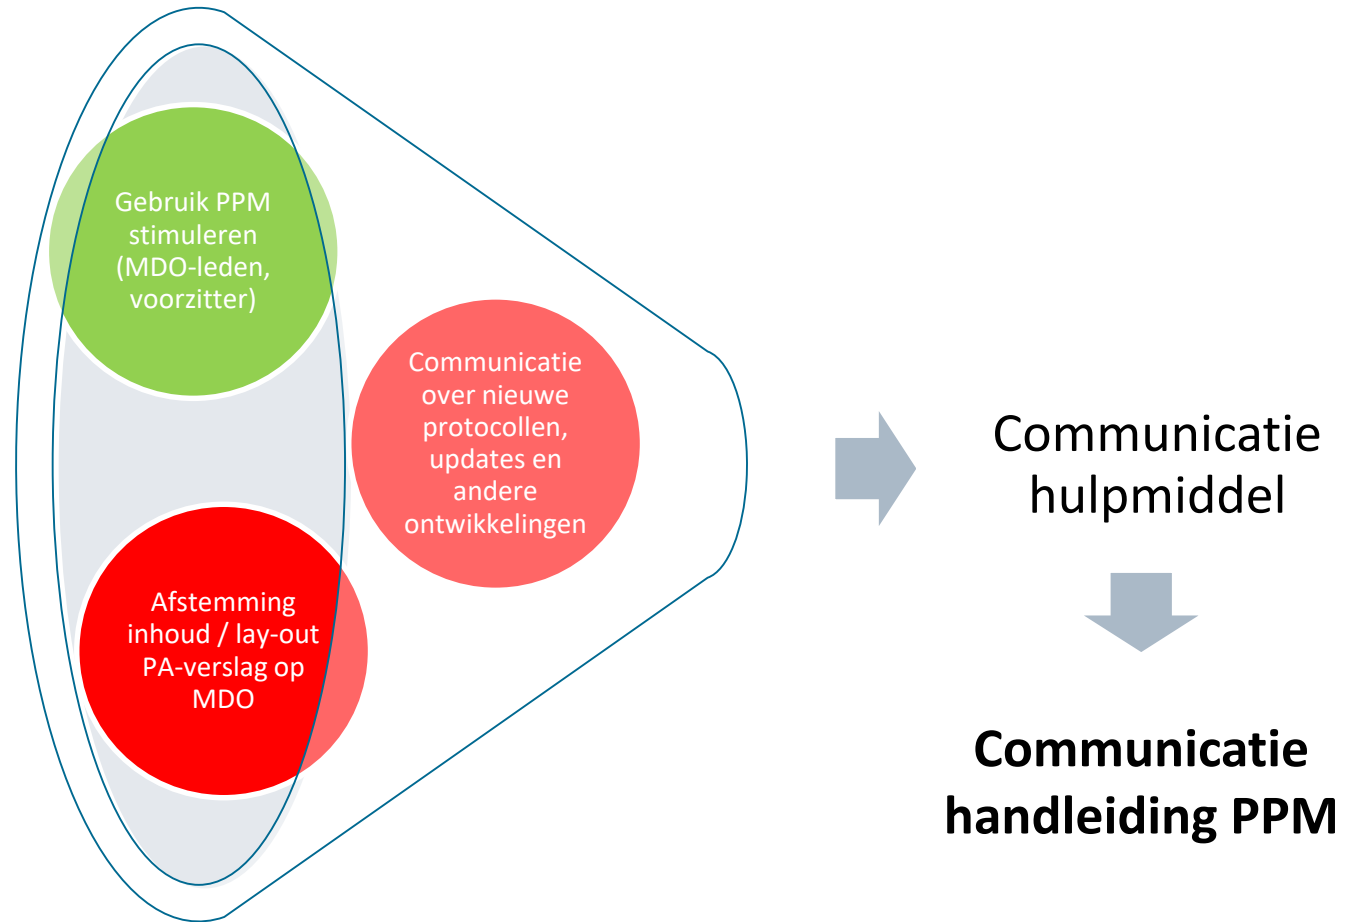 Gebruik PPM
stimuleren
(MDO-leden,
voorzitter)
Communicatie
over nieuwe
protocollen,
updates en
andere
ontwikkelingen
Afstemming
inhoud / lay-out
PA-verslag op
MDO
Communicatie
hulpmiddel
Communicatie
handleiding PPM